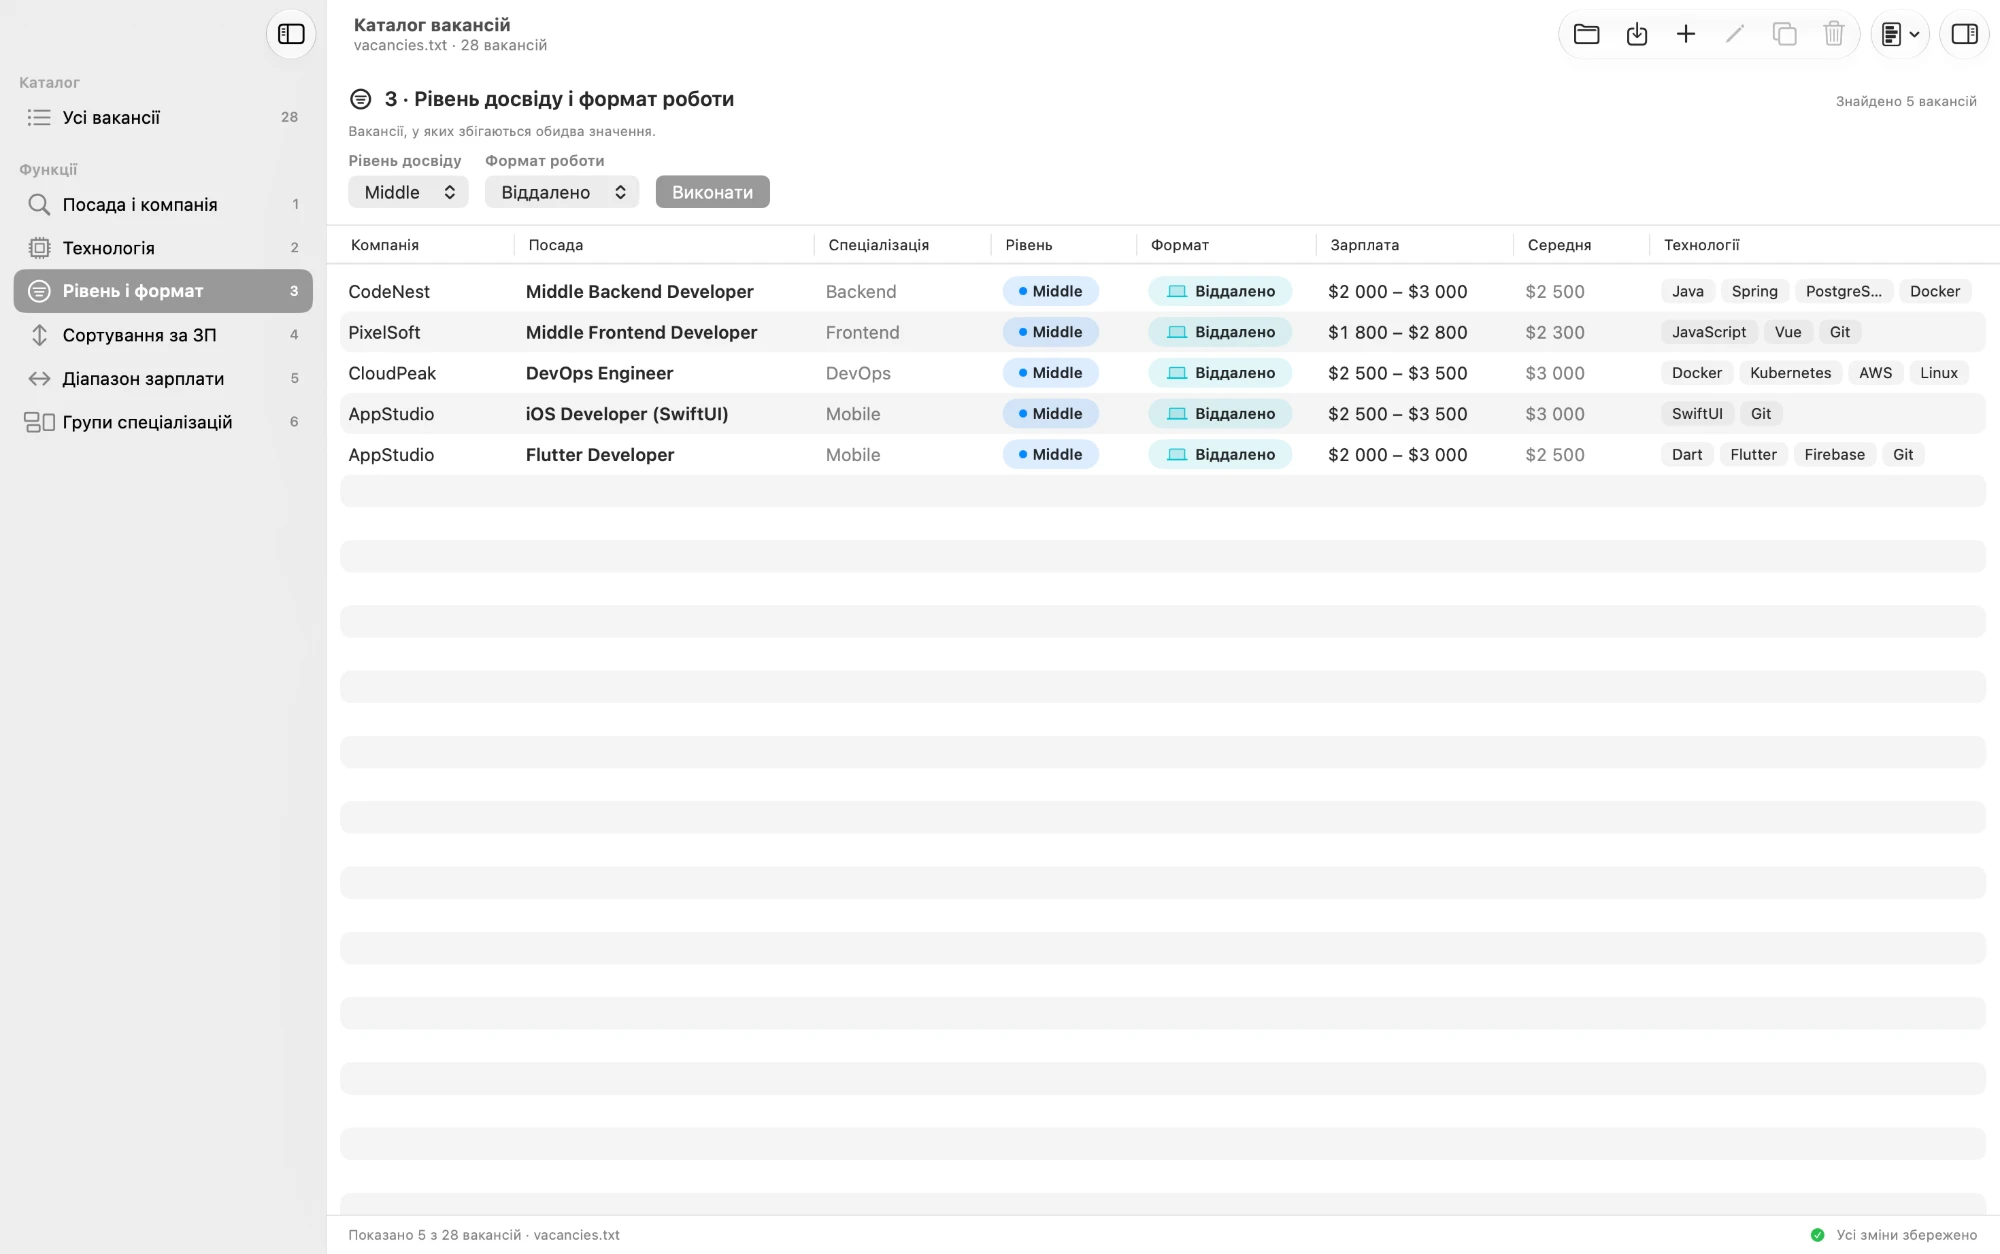 Каталог
Усі вакансії 28
Функції
Посада і компанія 1
Технологія 2
Рівень і формат 3
Сортування за ЗП 4
Діапазон зарплати 5
Групи спеціалізацій 6
Каталог вакансій
vacancies.txt · 28 вакансій
3 · Рівень досвіду і формат роботи
Знайдено 5 вакансій
Вакансії, у яких збігаються обидва значення.
Рівень досвіду Формат роботи
Middle Віддалено Виконати
Компанія Посада Спеціалізація Рівень Формат Зарплата Середня Технології
CodeNest Middle Backend Developer Backend Middle Віддалено $2 000 – $3 000 $2 500 Java Spring PostgreS... Docker
PixelSoft Middle Frontend Developer Frontend Middle Віддалено $1 800 – $2 800 $2 300 JavaScript Vue Git
CloudPeak DevOps Engineer DevOps Middle Віддалено $2 500 – $3 500 $3 000 Docker Kubernetes AWS Linux
AppStudio iOS Developer (SwiftUI) Mobile Middle Віддалено $2 500 – $3 500 $3 000 SwiftUI Git
AppStudio Flutter Developer Mobile Middle Віддалено $2 000 – $3 000 $2 500 Dart Flutter Firebase Git
Показано 5 з 28 вакансій · vacancies.txt
Усі зміни збережено